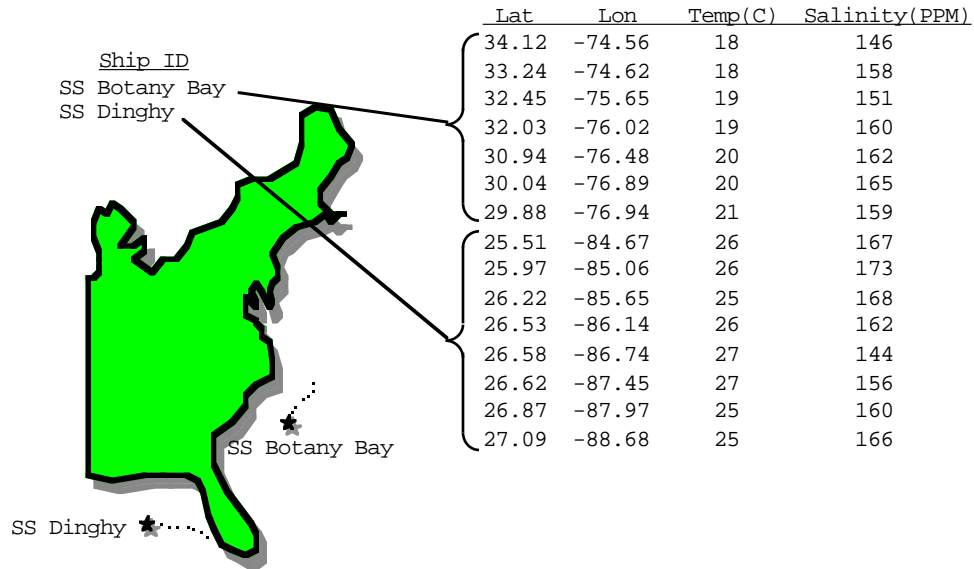 Lat Lon Temp(C) Salinity(PPM)
34.12 -74.56 18 146
Ship ID
33.24 -74.62 18 158
SS Botany Bay
32.45 -75.65 19 151
SS Dinghy
32.03 -76.02 19 160
30.94 -76.48 20 162
30.04 -76.89 20 165
29.88 -76.94 21 159
25.51 -84.67 26 167
25.97 -85.06 26 173
26.22 -85.65 25 168
26.53 -86.14 26 162
26.58 -86.74 27 144
26.62 -87.45 27 156
26.87 -87.97 25 160
27.09 -88.68 25 166
SS Botany Bay
SS Dinghy